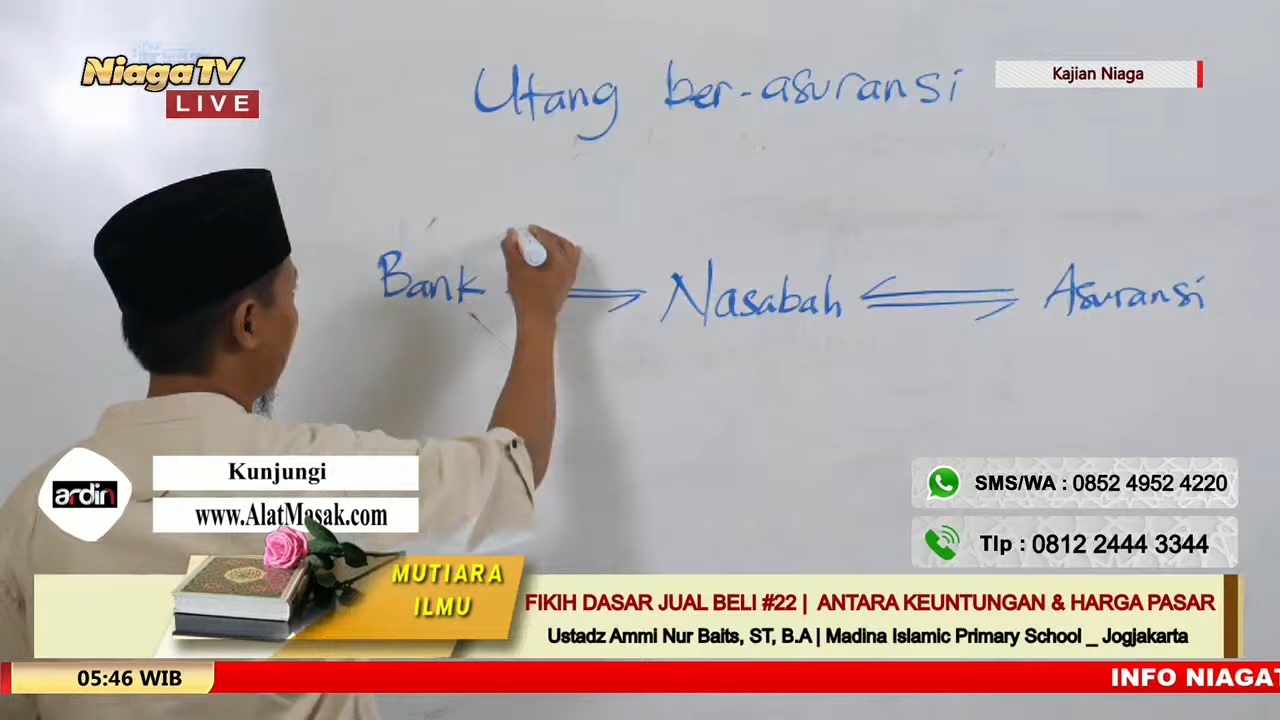 NiagaTV
LIVE
Kajian Niaga
Utang ber-asuransi
Bank
Nasabah
Asuransi
ardin
Kunjungi
www.AlatMasak.com
SMS/WA : 0852 4952 4220
Tlp : 0812 2444 3344
MUTIARA
ILMU
FIKIH DASAR JUAL BELI #22 | ANTARA KEUNTUNGAN & HARGA PASAR
Ustadz Ammi Nur Baits, ST, B.A | Madina Islamic Primary School _ Jogjakarta
05:46 WIB
INFO NIAGAT